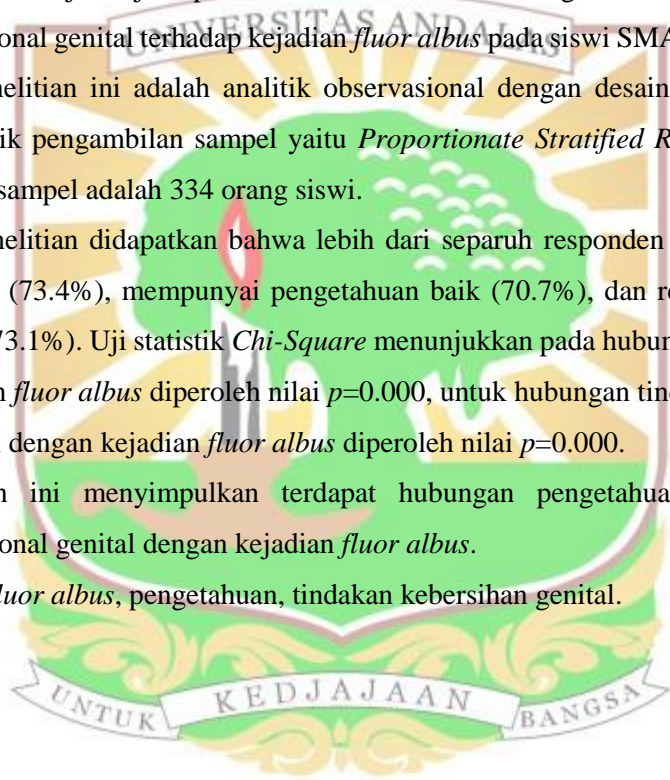 UNIVERSITAS ANDALAS
onal genital terhadap kejadian fluor albus pada siswi SMA
nelitian ini adalah analitik observasional dengan desain
ik pengambilan sampel yaitu Proportionate Stratified R
sampel adalah 334 orang siswi.
nelitian didapatkan bahwa lebih dari separuh responden
(73.4%), mempunyai pengetahuan baik (70.7%), dan re
73.1%). Uji statistik Chi-Square menunjukkan pada hubun
n fluor albus diperoleh nilai p=0.000, untuk hubungan tind
dengan kejadian fluor albus diperoleh nilai p=0.000.
n ini menyimpulkan terdapat hubungan pengetahua
onal genital dengan kejadian fluor albus.
luor albus, pengetahuan, tindakan kebersihan genital.
UNTUK KEDJAJAAN BANGSA